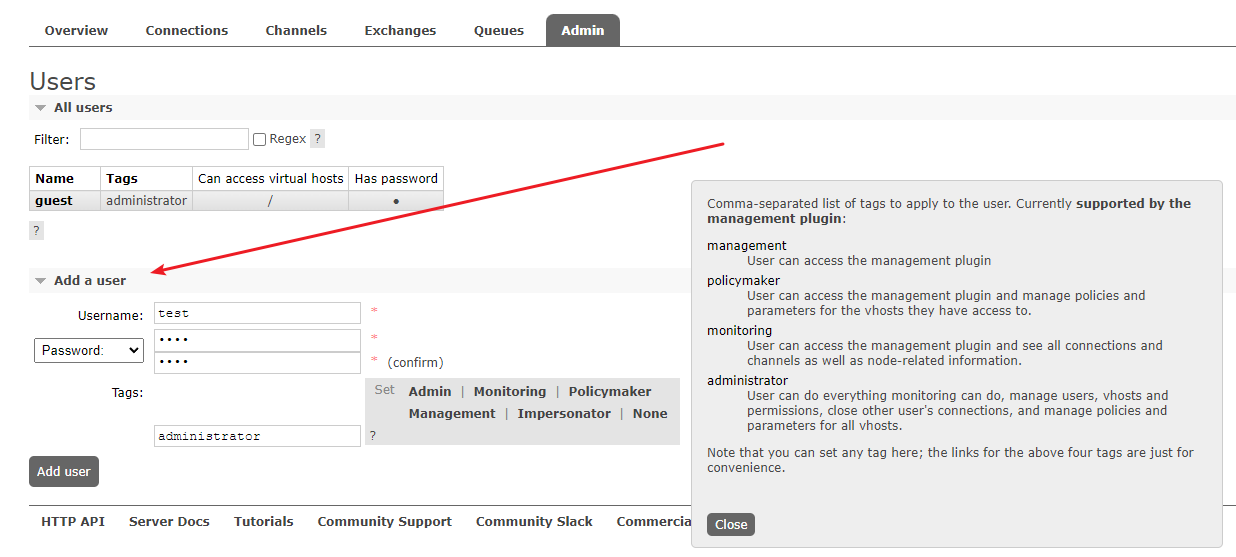 Overview Connections Channels Exchanges Queues Admin
Users
All users
Filter: Regex ?
Name Tags Can access virtual hosts Has password
guest administrator / ●
?
Add a user
Username: test *
Password: •••• *
•••• * (confirm)
Tags: Set Admin | Monitoring | Policymaker
Management | Impersonator | None
administrator ?
Add user
HTTP API Server Docs Tutorials Community Support Community Slack Commercia
Comma-separated list of tags to apply to the user. Currently supported by the
management plugin:
management
User can access the management plugin
policymaker
User can access the management plugin and manage policies and
parameters for the vhosts they have access to.
monitoring
User can access the management plugin and see all connections and
channels as well as node-related information.
administrator
User can do everything monitoring can do, manage users, vhosts and
permissions, close other user's connections, and manage policies and
parameters for all vhosts.
Note that you can set any tag here; the links for the above four tags are just for
convenience.
Close